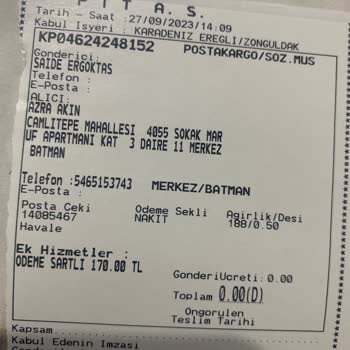 P T T A. S.
Tarih - Saat :27/09/2023/14:09
Kabul Isyeri : KARADENIZ EREGLI/ZONGULDAK
KP04624248152 POSTAKARGO/SOZ.MUS
Gonderici:
SAIDE ERGOKTAS
Telefon :
E-Posta :
ALICI:
AZRA AKIN
CAMLITEPE MAHALLESI 4055 SOKAK MAR
UF APARTMANI KAT 3 DAIRE 11 MERKEZ
BATMAN
Telefon :5465153743 MERKEZ/BATMAN
E-Posta :
Posta Ceki Odeme Sekli Agirlik/Desi
14085467 NAKIT 188/0.50
Havale
Ek Hizmetler :
ODEME SARTLI 170.00 TL
GonderiUcreti: 0.00
Toplam 0.00(D)
Ongorulen
Teslim Tarihi
Kapsam
Kabul Edenin Imzasi